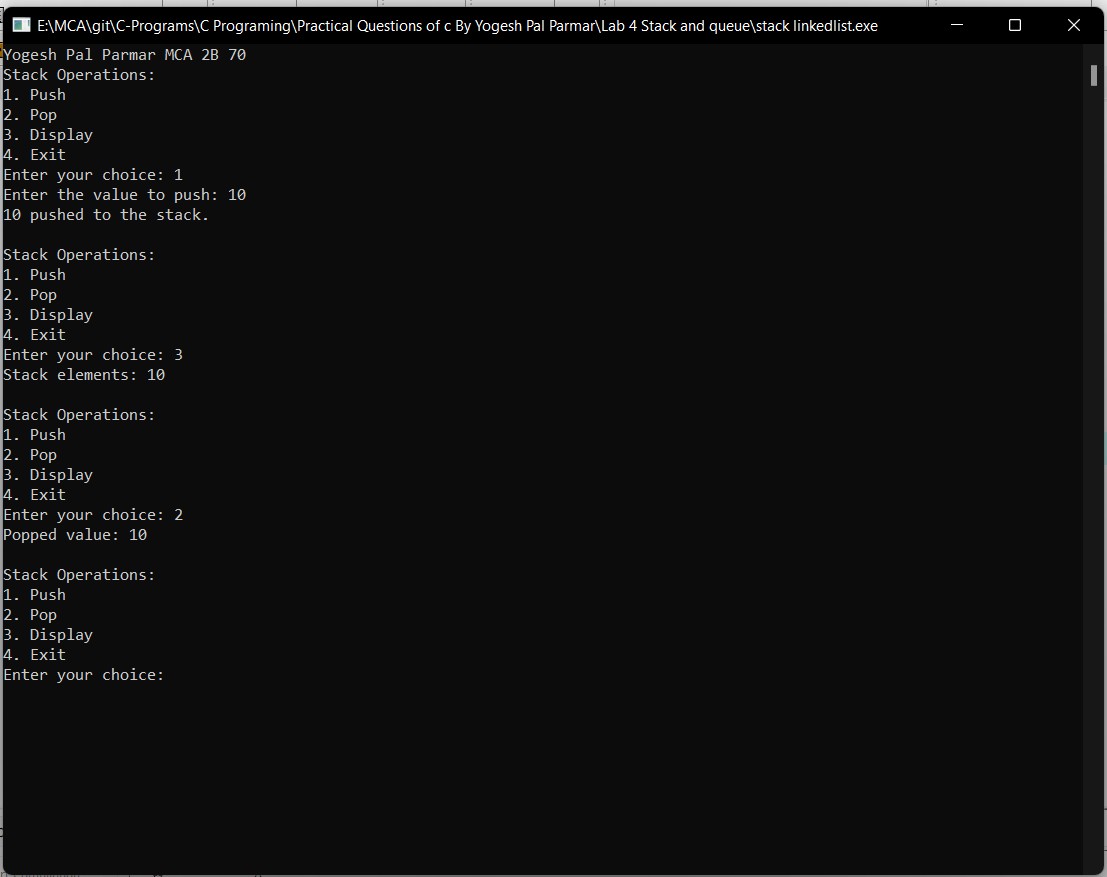 E:\MCA\git\C-Programs\C Programing\Practical Questions of c By Yogesh Pal Parmar\Lab 4 Stack and queue\stack linkedlist.exe
Yogesh Pal Parmar MCA 2B 70
Stack Operations:
1. Push
2. Pop
3. Display
4. Exit
Enter your choice: 1
Enter the value to push: 10
10 pushed to the stack.
Stack Operations:
1. Push
2. Pop
3. Display
4. Exit
Enter your choice: 3
Stack elements: 10
Stack Operations:
1. Push
2. Pop
3. Display
4. Exit
Enter your choice: 2
Popped value: 10
Stack Operations:
1. Push
2. Pop
3. Display
4. Exit
Enter your choice: